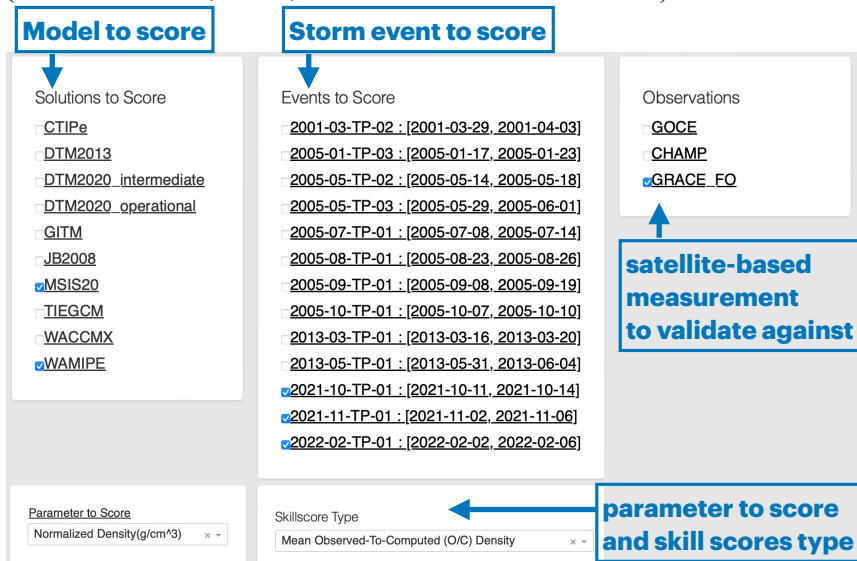 Model to score
Storm event to score
Solutions to Score
CTIPe
DTM2013
DTM2020_intermediate
DTM2020_operational
GITM
JB2008
MSIS20
TIEGCM
WACCMX
WAMIPE
Events to Score
2001-03-TP-02 : [2001-03-29, 2001-04-03]
2005-01-TP-03 : [2005-01-17, 2005-01-23]
2005-05-TP-02 : [2005-05-14, 2005-05-18]
2005-05-TP-03 : [2005-05-29, 2005-06-01]
2005-07-TP-01 : [2005-07-08, 2005-07-14]
2005-08-TP-01 : [2005-08-23, 2005-08-26]
2005-09-TP-01 : [2005-09-08, 2005-09-19]
2005-10-TP-01 : [2005-10-07, 2005-10-10]
2013-03-TP-01 : [2013-03-16, 2013-03-20]
2013-05-TP-01 : [2013-05-31, 2013-06-04]
2021-10-TP-01 : [2021-10-11, 2021-10-14]
2021-11-TP-01 : [2021-11-02, 2021-11-06]
2022-02-TP-01 : [2022-02-02, 2022-02-06]
Observations
GOCE
CHAMP
GRACE_FO
satellite-based
measurement
to validate against
Parameter to Score
Normalized Density(g/cm^3) ×
Skillscore Type
Mean Observed-To-Computed (O/C) Density ×
parameter to score
and skill scores type